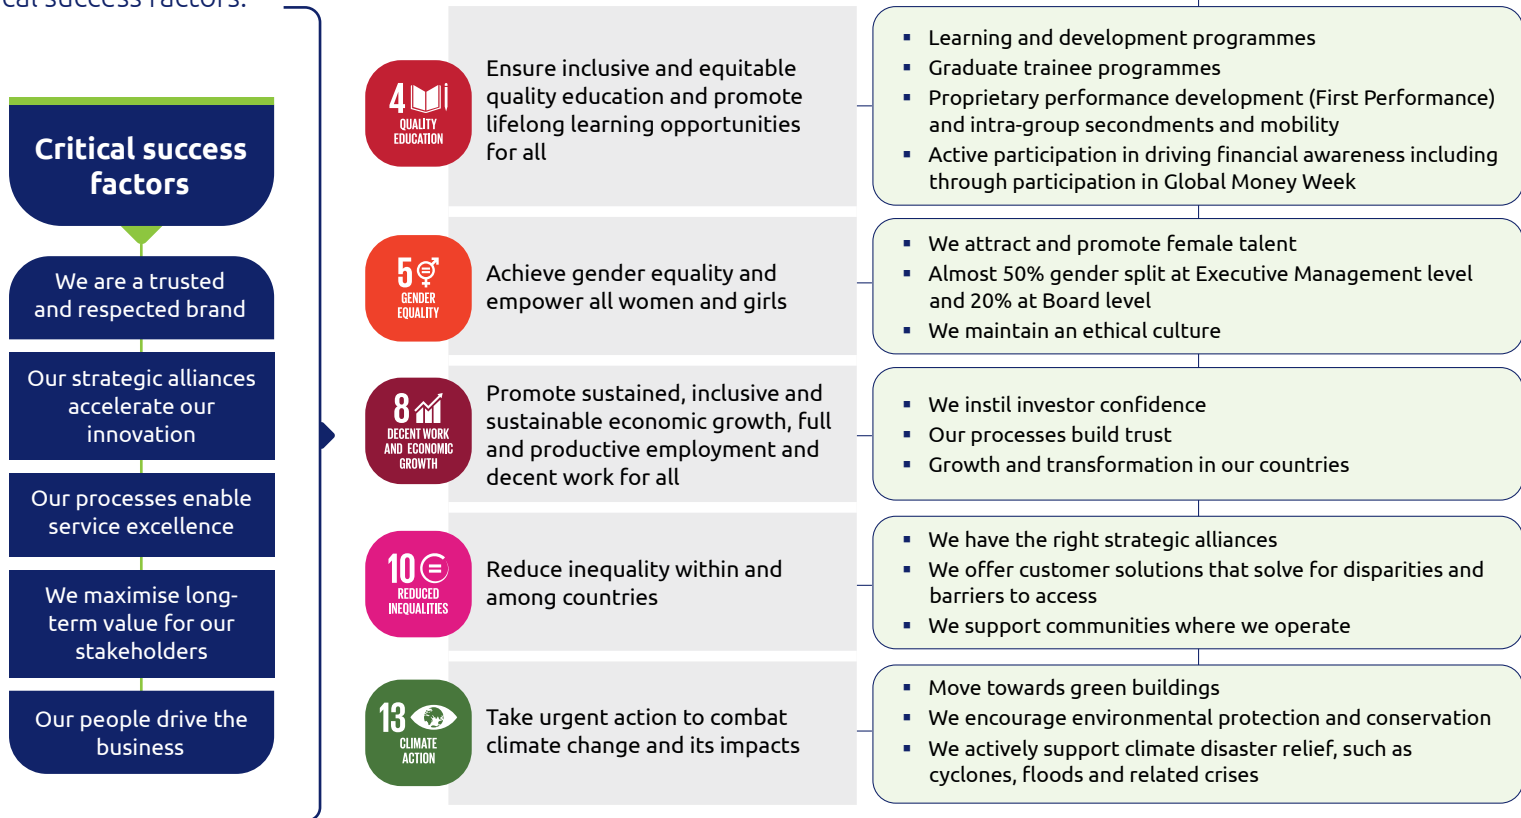 cal success factors.
Critical success
factors
We are a trusted
and respected brand
Our strategic alliances
accelerate our
innovation
Our processes enable
service excellence
We maximise long-
term value for our
stakeholders
Our people drive the
business
4
QUALITY
EDUCATION
Ensure inclusive and equitable
quality education and promote
lifelong learning opportunities
for all
▪ Learning and development programmes
▪ Graduate trainee programmes
▪ Proprietary performance development (First Performance)
and intra-group secondments and mobility
▪ Active participation in driving financial awareness including
through participation in Global Money Week
5
GENDER
EQUALITY
Achieve gender equality and
empower all women and girls
▪ We attract and promote female talent
▪ Almost 50% gender split at Executive Management level
and 20% at Board level
▪ We maintain an ethical culture
8
DECENT WORK
AND ECONOMIC
GROWTH
Promote sustained, inclusive and
sustainable economic growth, full
and productive employment and
decent work for all
▪ We instil investor confidence
▪ Our processes build trust
▪ Growth and transformation in our countries
10
REDUCED
INEQUALITIES
Reduce inequality within and
among countries
▪ We have the right strategic alliances
▪ We offer customer solutions that solve for disparities and
barriers to access
▪ We support communities where we operate
13
CLIMATE
ACTION
Take urgent action to combat
climate change and its impacts
▪ Move towards green buildings
▪ We encourage environmental protection and conservation
▪ We actively support climate disaster relief, such as
cyclones, floods and related crises